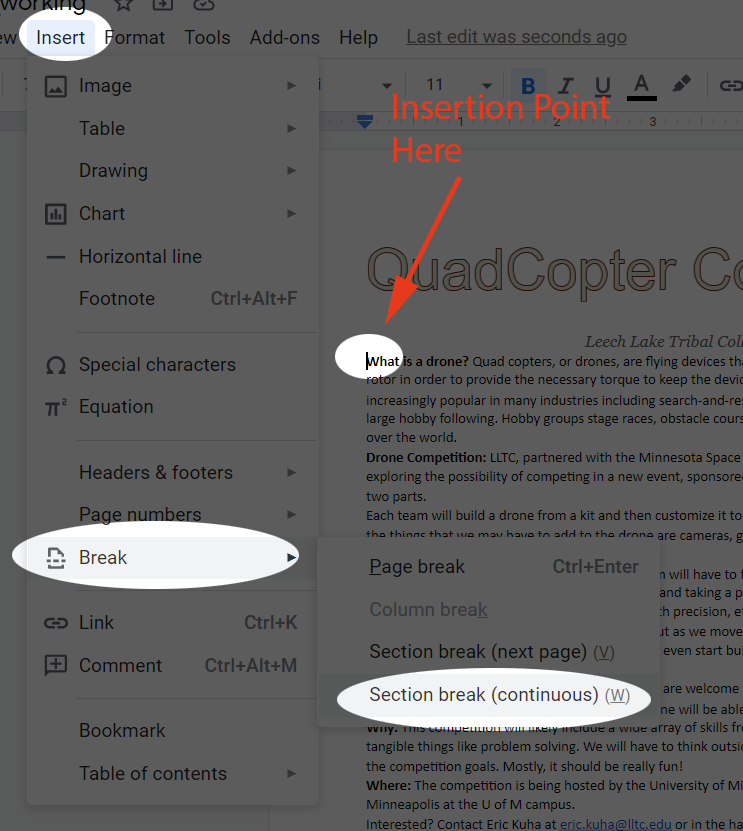 working
Insert Format Tools Add-ons Help Last edit was seconds ago
11 B I U A
Insertion Point
Here
1 2 3
Image
Table
Drawing
Chart
Horizontal line
Footnote Ctrl+Alt+F
Special characters
Equation
Headers & footers
Page numbers
Break
Link Ctrl+K
Comment Ctrl+Alt+M
Bookmark
Table of contents
Page break Ctrl+Enter
Column break
Section break (next page) (V)
Section break (continuous) (W)
QuadCopter Co
Leech Lake Tribal Coll
What is a drone? Quad copters, or drones, are flying devices tha
rotor in order to provide the necessary torque to keep the devic
increasingly popular in many industries including search-and-res
large hobby following. Hobby groups stage races, obstacle cours
over the world.
Drone Competition: LLTC, partnered with the Minnesota Space
exploring the possibility of competing in a new event, sponsored
two parts.
Each team will build a drone from a kit and then customize it to
the things that we may have to add to the drone are cameras, g
m will have to
and taking a p
h precision, ef
ut as we move
even start bui
are welcome
ne will be able
Why: This competition will likely include a wide array of skills fro
tangible things like problem solving. We will have to think outsid
the competition goals. Mostly, it should be really fun!
Where: The competition is being hosted by the University of Mi
Minneapolis at the U of M campus.
Interested? Contact Eric Kuha at eric.kuha@lltc.edu or in the ha